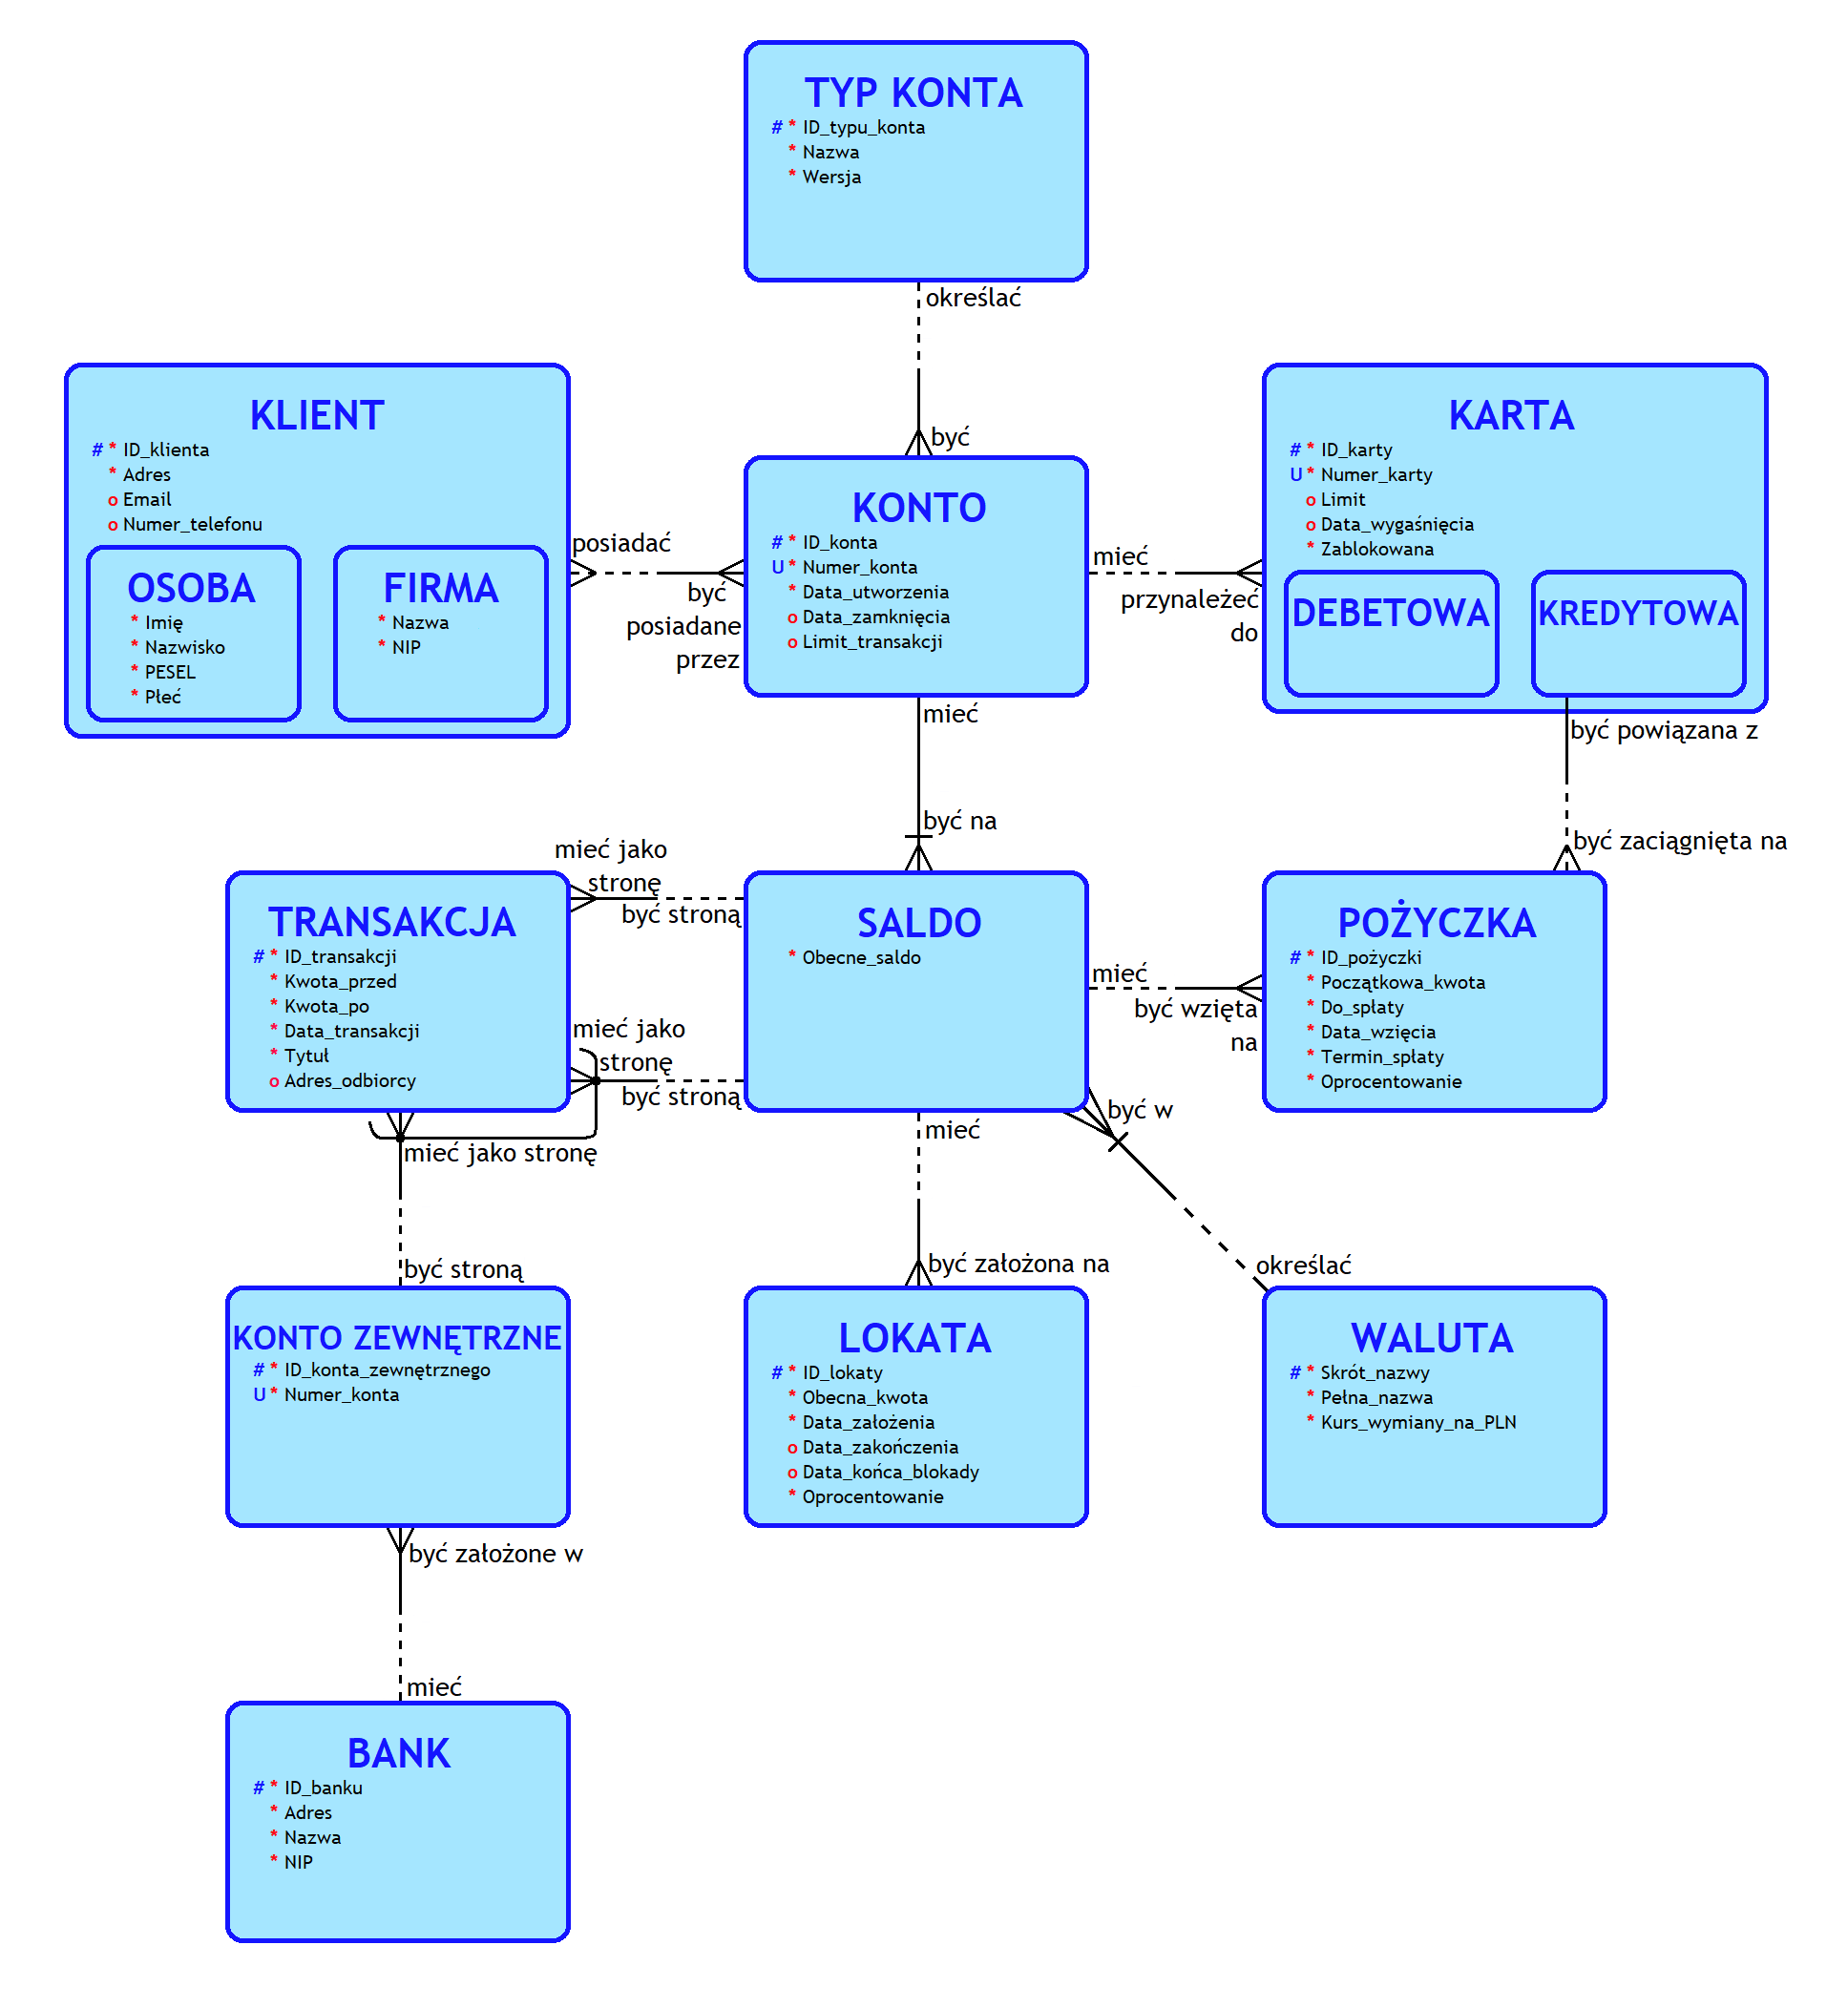 TYP KONTA
# * ID_typu_konta
* Nazwa
* Wersja
określać
być
KLIENT
# * ID_klienta
* Adres
o Email
o Numer_telefonu
OSOBA
* Imię
* Nazwisko
* PESEL
* Płeć
FIRMA
* Nazwa
* NIP
posiadać
być
posiadane
przez
KONTO
# * ID_konta
U * Numer_konta
* Data_utworzenia
o Data_zamknięcia
o Limit_transakcji
mieć
przynależeć
do
KARTA
# * ID_karty
U * Numer_karty
o Limit
o Data_wygaśnięcia
* Zablokowana
DEBETOWA
KREDYTOWA
mieć
być na
być powiązana z
być zaciągnięta na
TRANSAKCJA
# * ID_transakcji
* Kwota_przed
* Kwota_po
* Data_transakcji
* Tytuł
o Adres_odbiorcy
mieć jako
stronę
być stroną
mieć jako
stronę
być stroną
mieć jako stronę
być stroną
SALDO
* Obecne_saldo
mieć
być wzięta
na
POŻYCZKA
# * ID_pożyczki
* Początkowa_kwota
* Do_spłaty
* Data_wzięcia
* Termin_spłaty
* Oprocentowanie
mieć
być założona na
być w
określać
KONTO ZEWNĘTRZNE
# * ID_konta_zewnętrznego
U * Numer_konta
LOKATA
# * ID_lokaty
* Obecna_kwota
* Data_założenia
o Data_zakończenia
o Data_końca_blokady
* Oprocentowanie
WALUTA
# * Skrót_nazwy
* Pełna_nazwa
* Kurs_wymiany_na_PLN
być założone w
mieć
BANK
# * ID_banku
* Adres
* Nazwa
* NIP